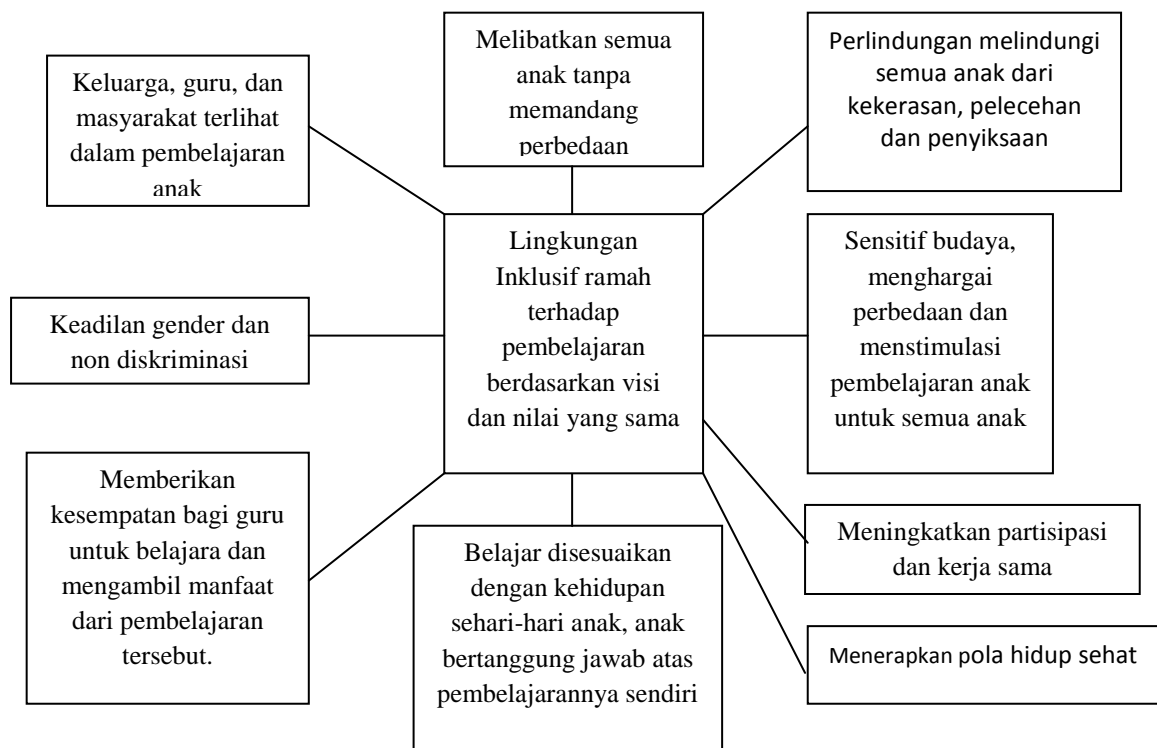 Keluarga, guru, dan
masyarakat terlihat
dalam pembelajaran
anak
Melibatkan semua
anak tanpa
memandang
perbedaan
Perlindungan melindungi
semua anak dari
kekerasan, pelecehan
dan penyiksaan
Keadilan gender dan
non diskriminasi
Lingkungan
Inklusif ramah
terhadap
pembelajaran
berdasarkan visi
dan nilai yang sama
Sensitif budaya,
menghargai
perbedaan dan
menstimulasi
pembelajaran anak
untuk semua anak
Memberikan
kesempatan bagi guru
untuk belajara dan
mengambil manfaat
dari pembelajaran
tersebut.
Belajar disesuaikan
dengan kehidupan
sehari-hari anak, anak
bertanggung jawab atas
pembelajarannya sendiri
Meningkatkan partisipasi
dan kerja sama
Menerapkan pola hidup sehat